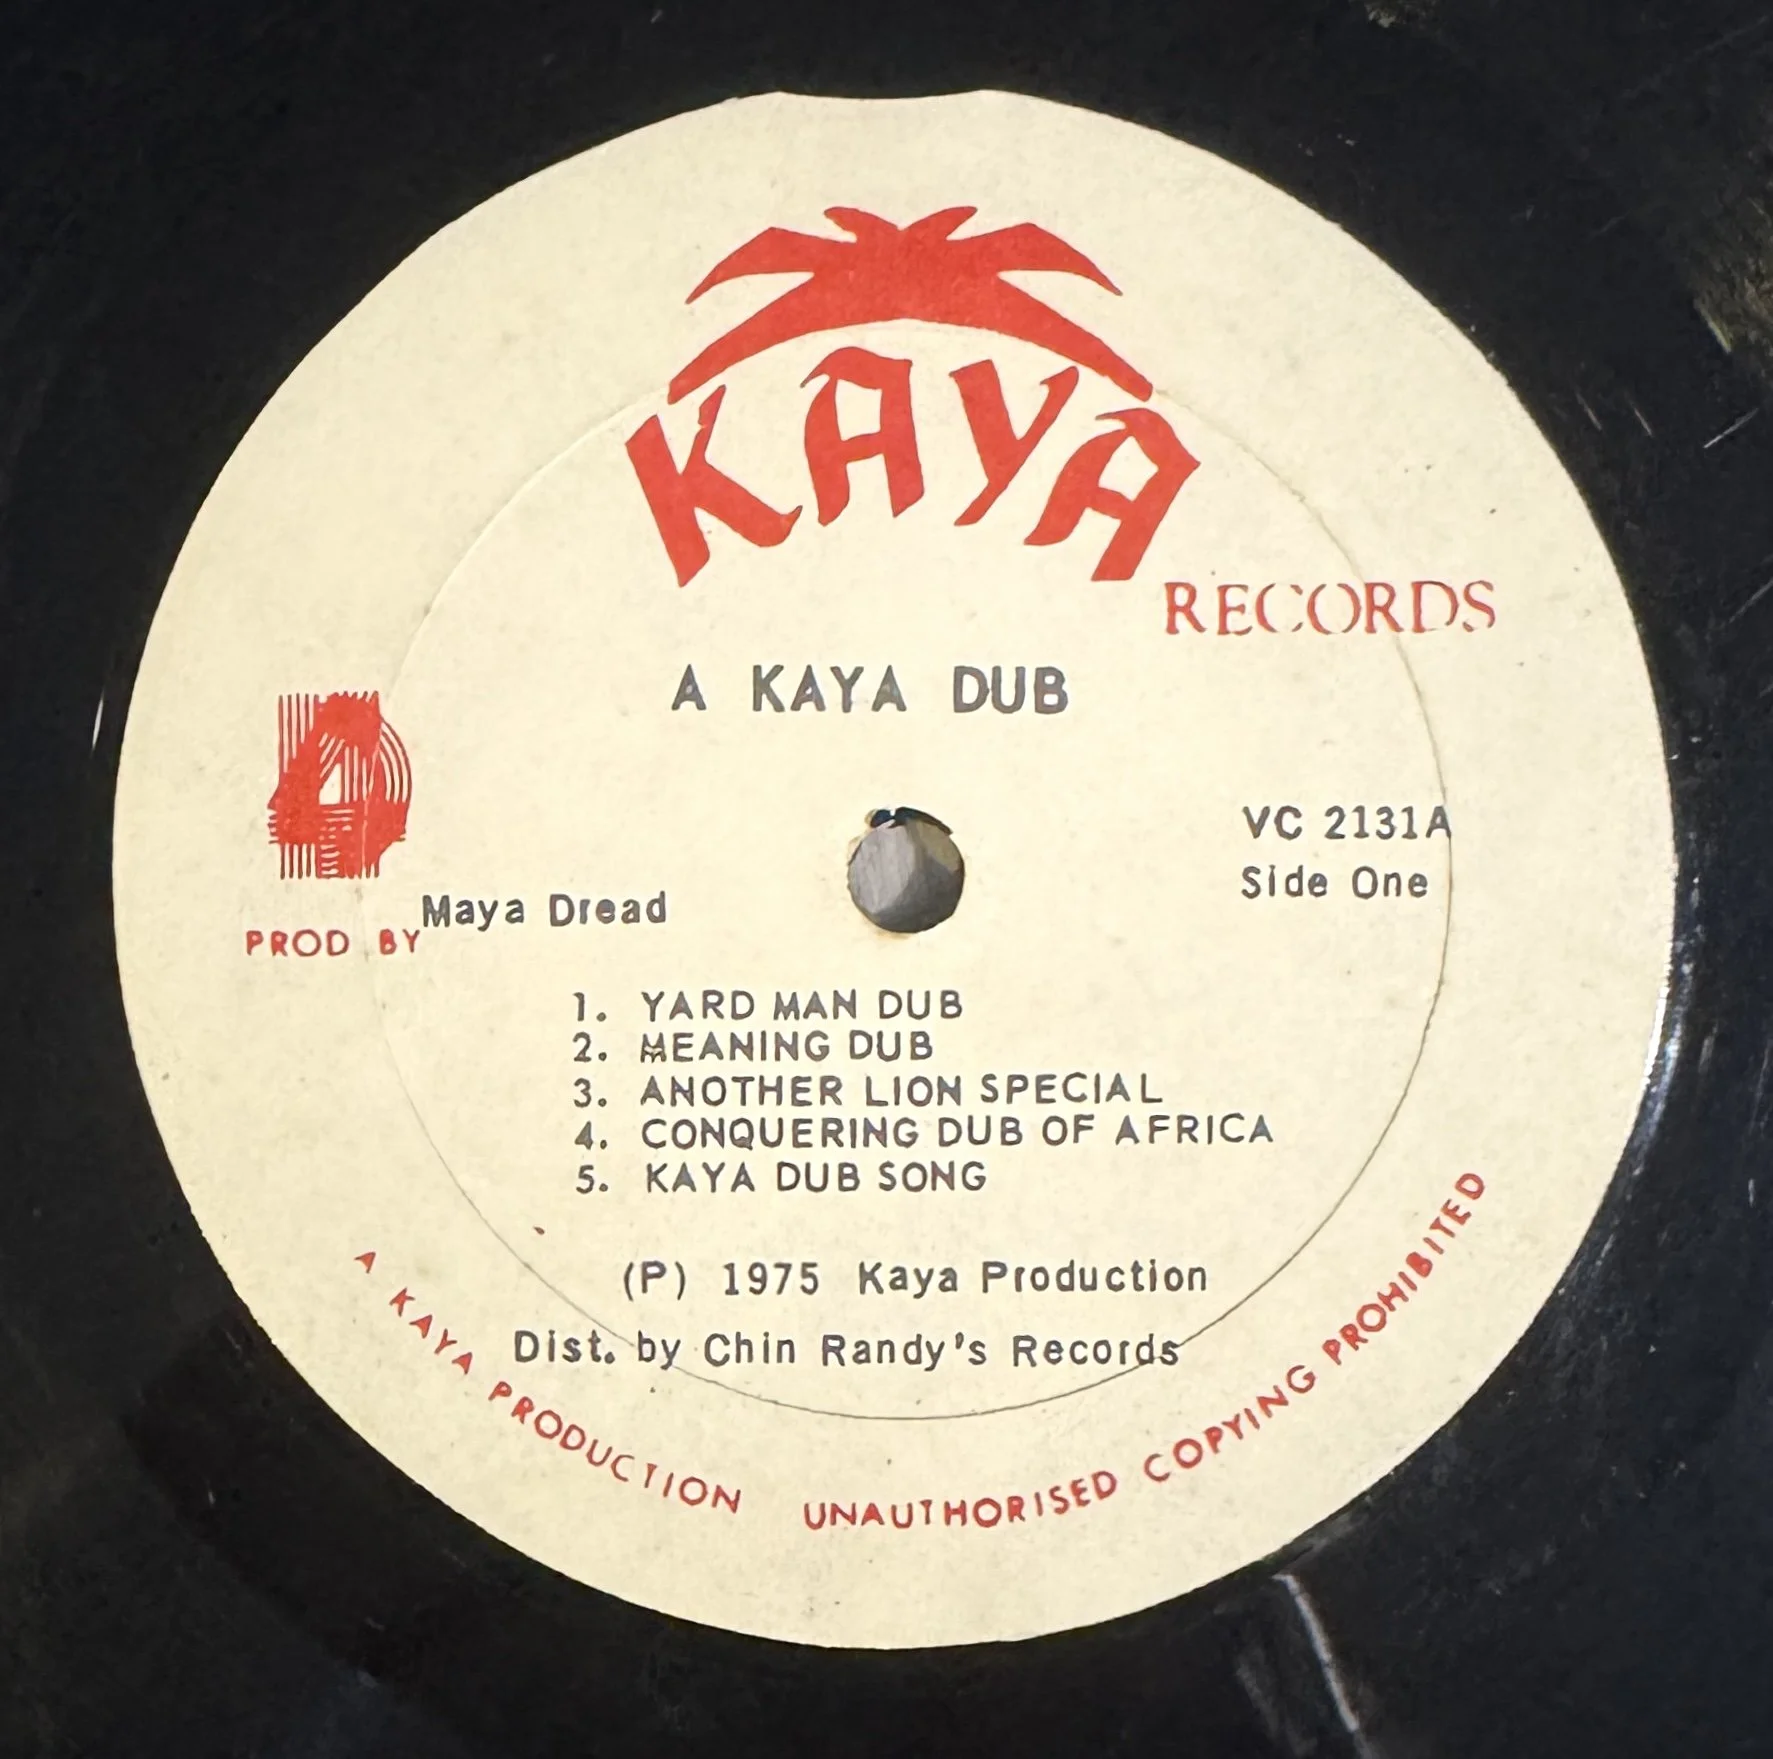 KAYA
RECORDS
A KAYA DUB
VC 2131A
Side One
Maya Dread
PROD BY
1. YARD MAN DUB
2. MEANING DUB
3. ANOTHER LION SPECIAL
4. CONQUERING DUB OF AFRICA
5. KAYA DUB SONG
(P) 1975 Kaya Production
Dist. by Chin Randy's Records
A KAYA PRODUCTION UNAUTHORISED COPYING PROHIBITED